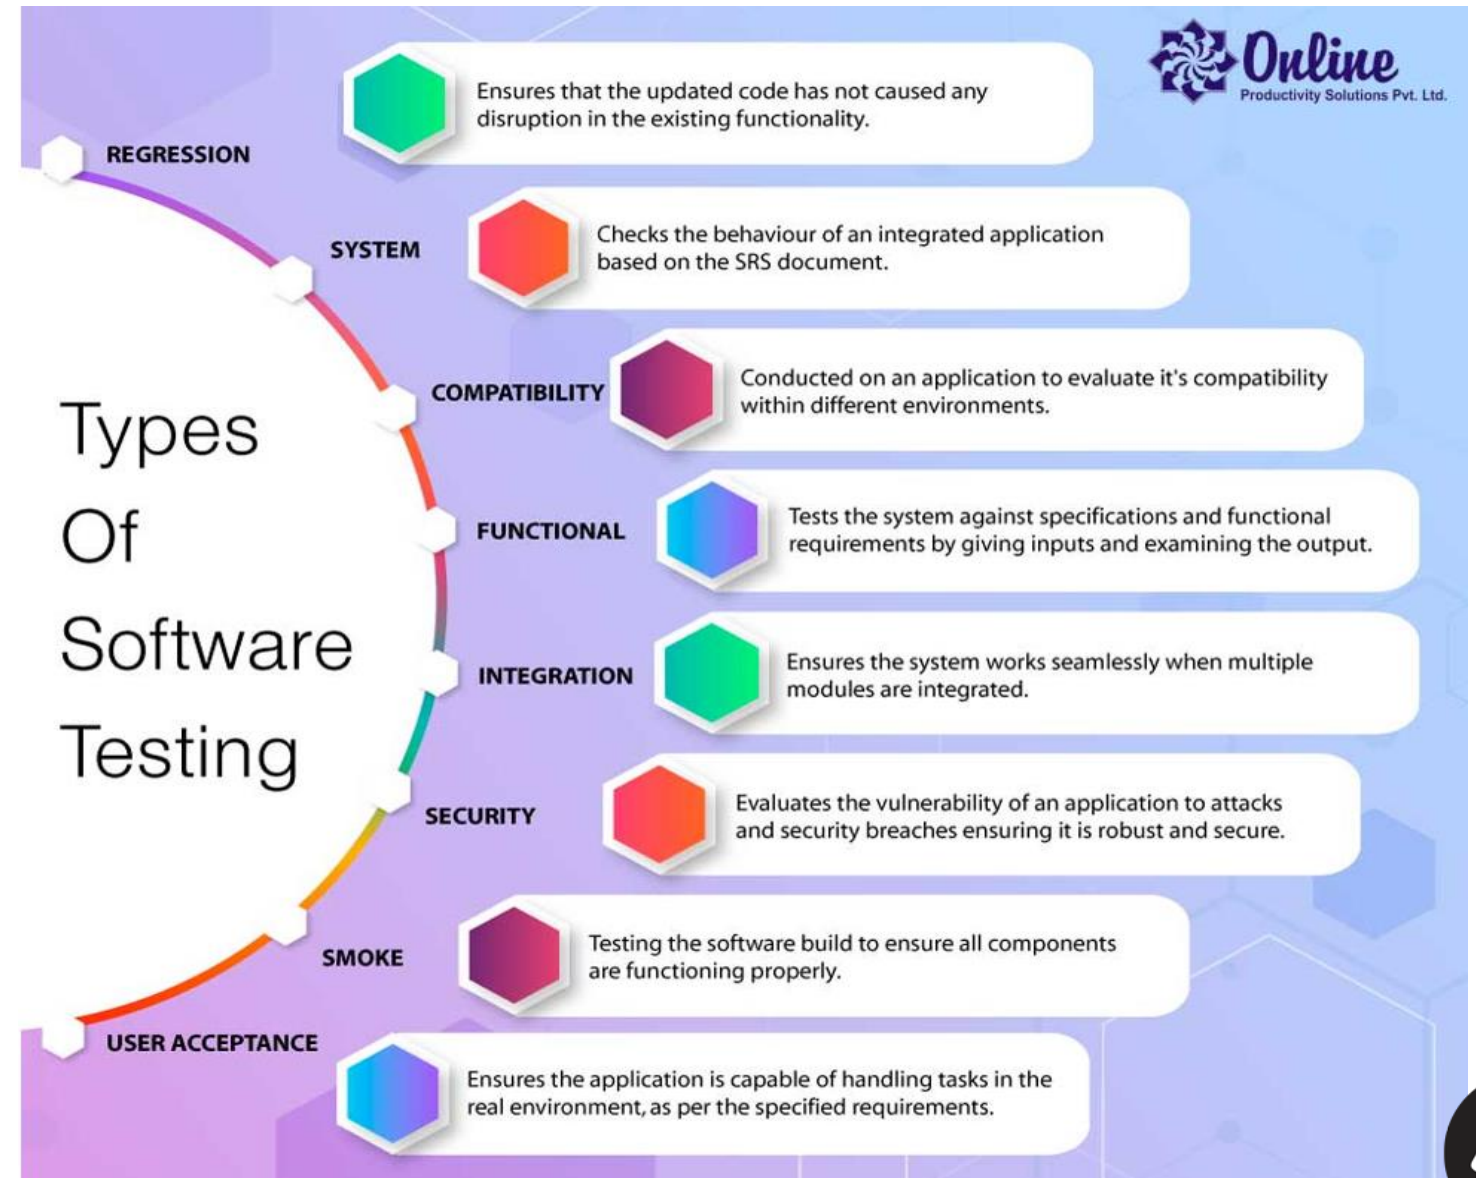 Online
Productivity Solutions Pvt. Ltd.
Types
Of
Software
Testing
REGRESSION
Ensures that the updated code has not caused any
disruption in the existing functionality.
SYSTEM
Checks the behaviour of an integrated application
based on the SRS document.
COMPATIBILITY
Conducted on an application to evaluate it's compatibility
within different environments.
FUNCTIONAL
Tests the system against specifications and functional
requirements by giving inputs and examining the output.
INTEGRATION
Ensures the system works seamlessly when multiple
modules are integrated.
SECURITY
Evaluates the vulnerability of an application to attacks
and security breaches ensuring it is robust and secure.
SMOKE
Testing the software build to ensure all components
are functioning properly.
USER ACCEPTANCE
Ensures the application is capable of handling tasks in the
real environment, as per the specified requirements.